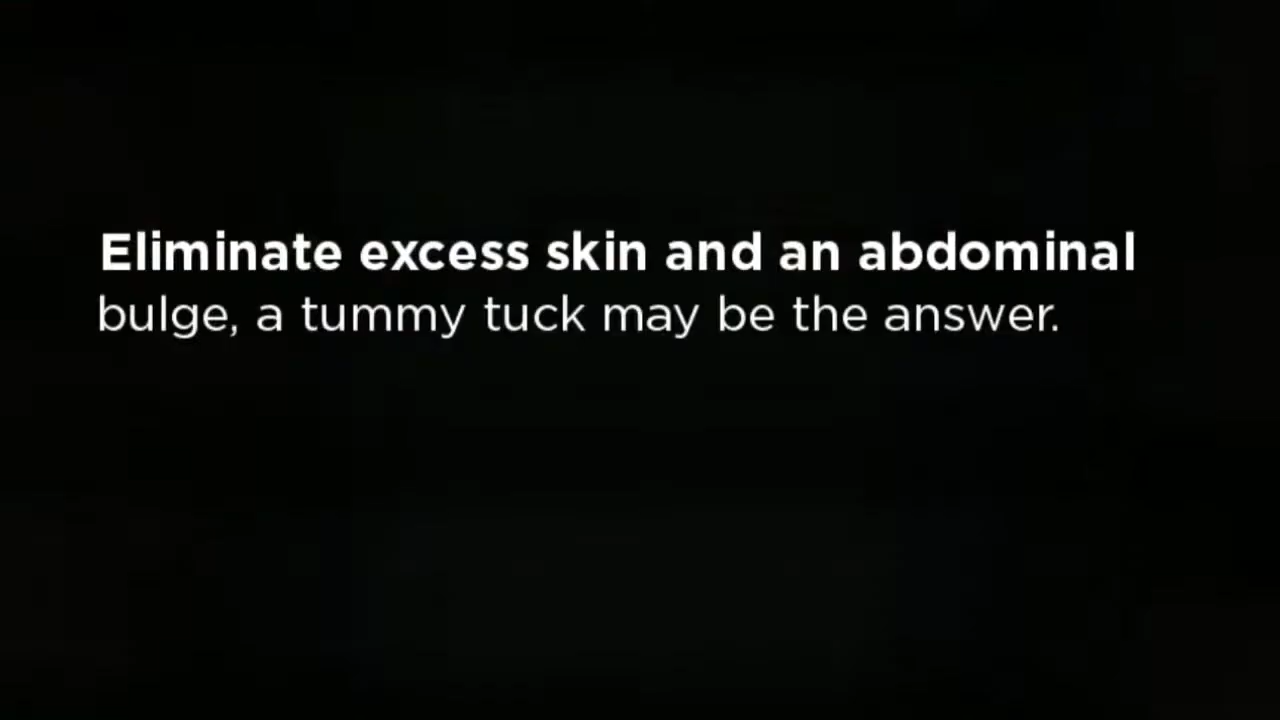 Eliminate excess skin and an abdominal
bulge, a tummy tuck may be the answer.